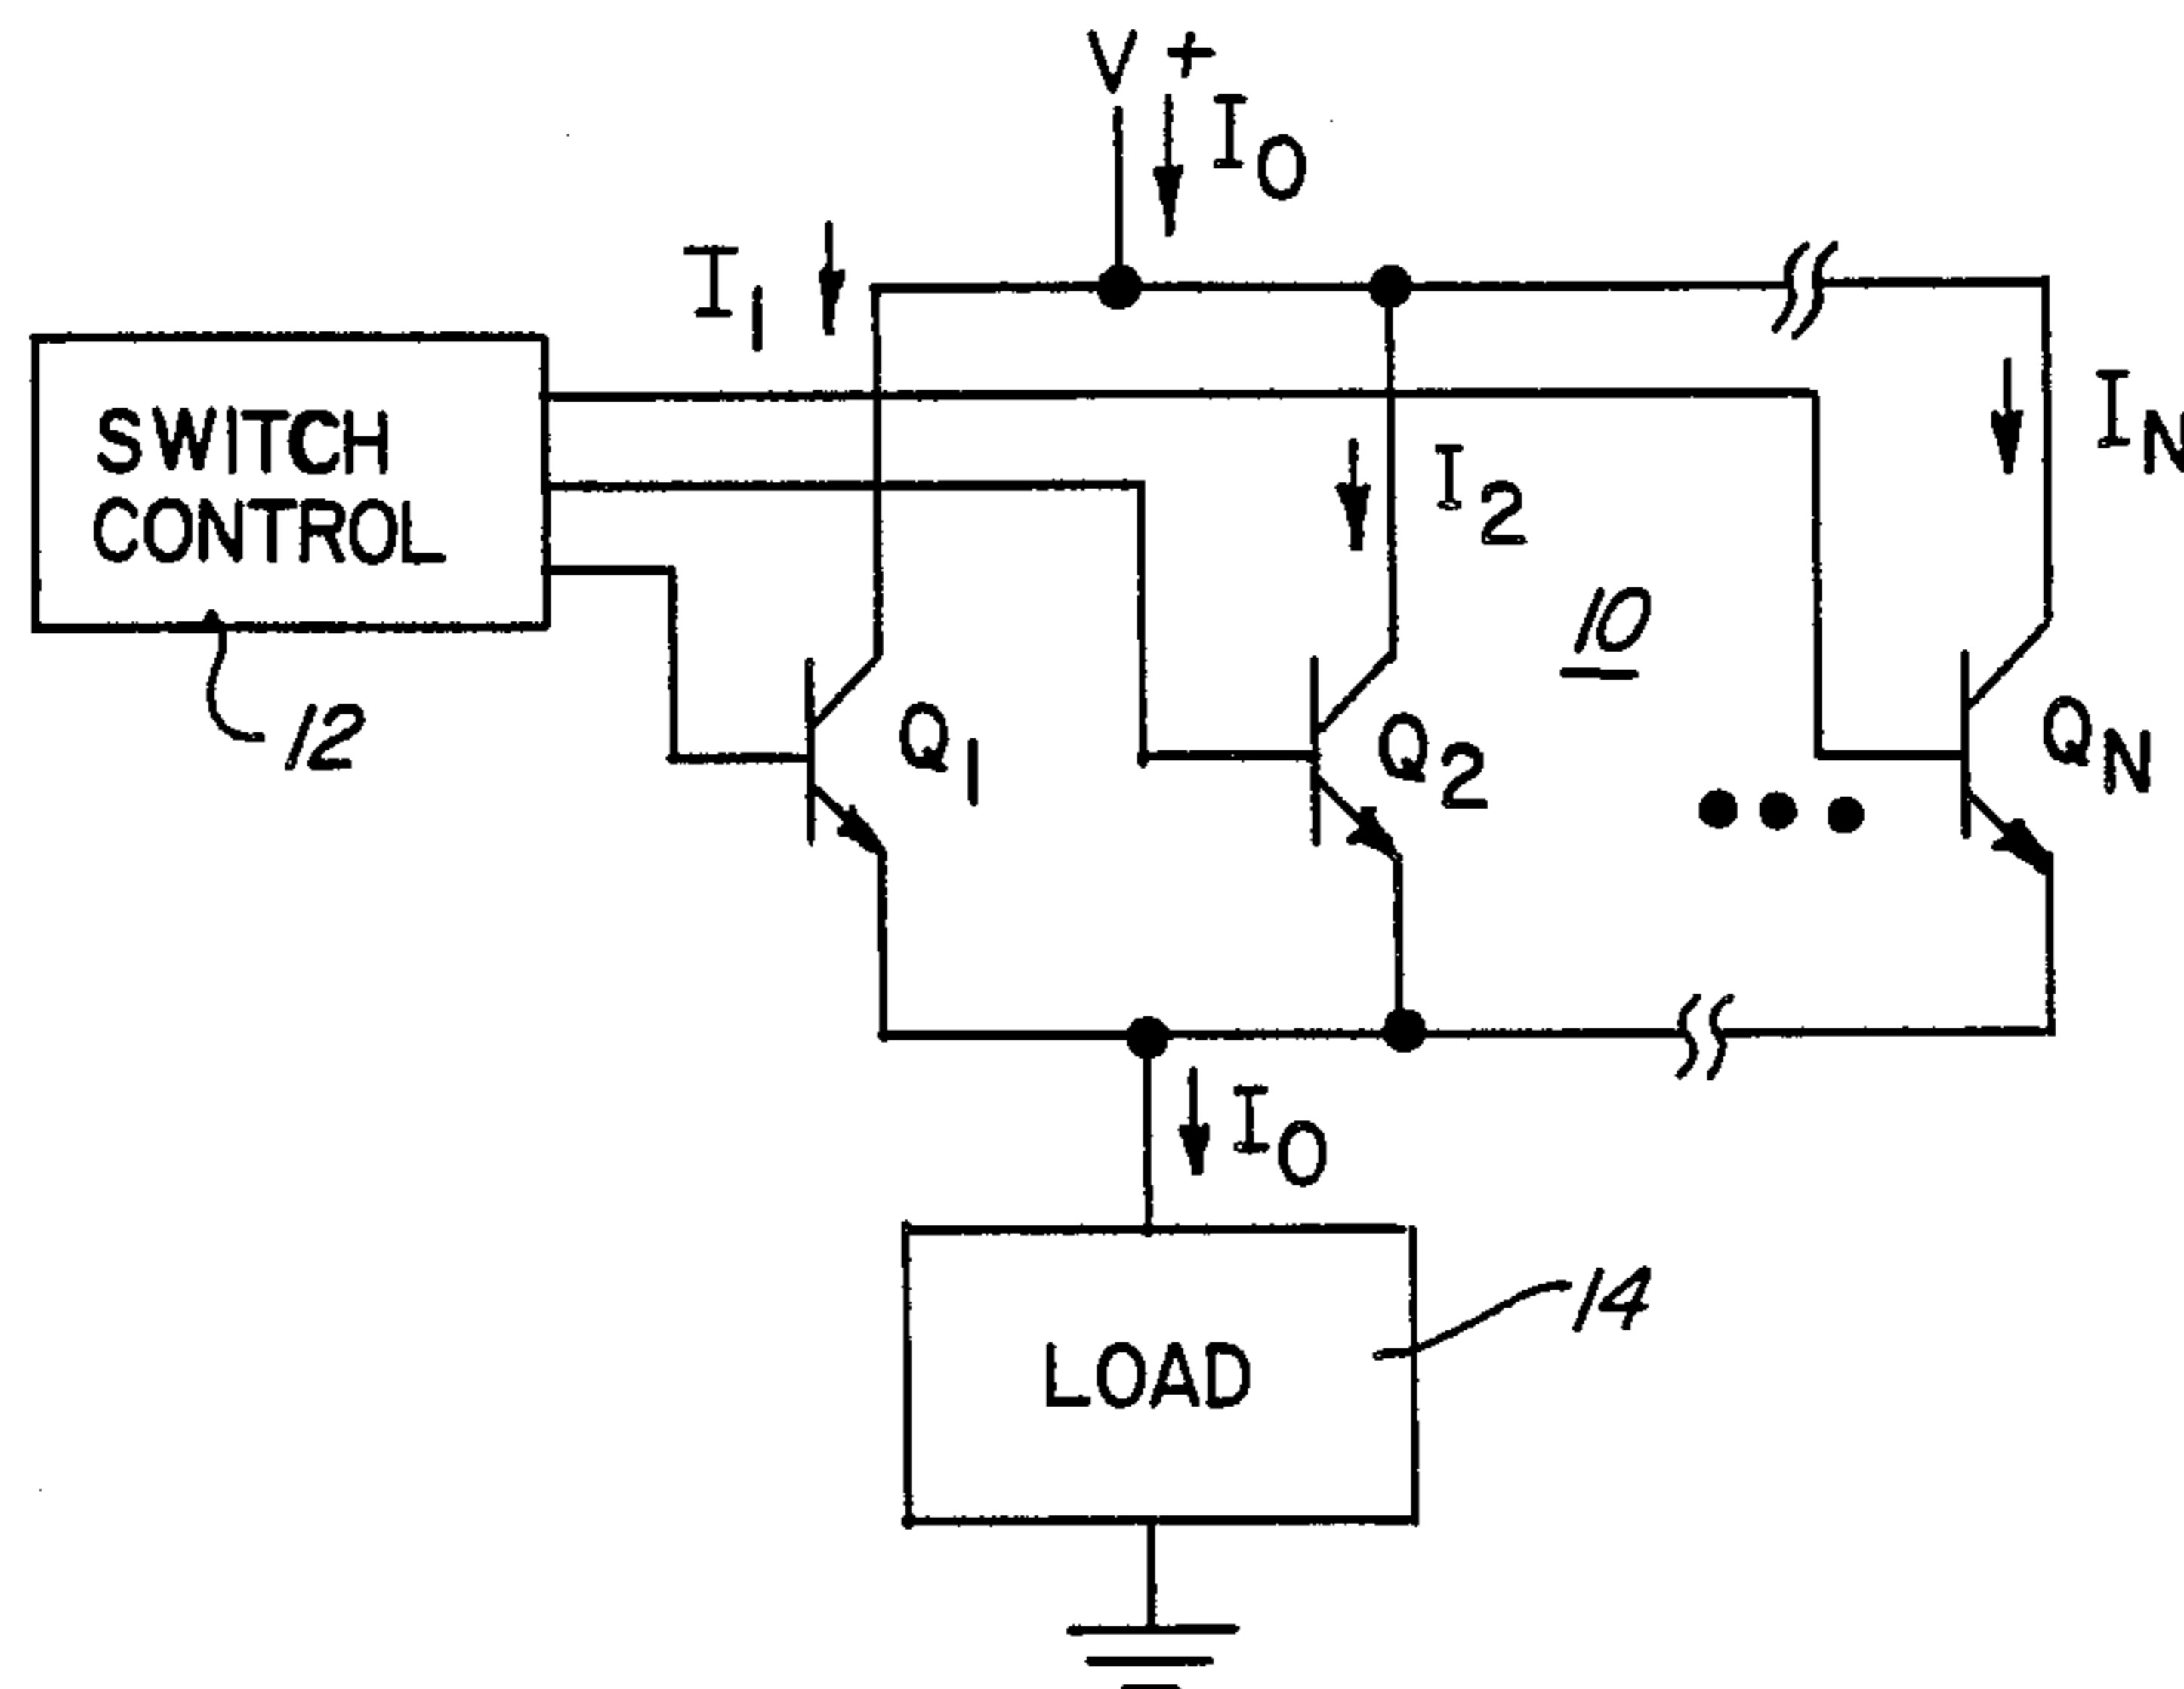 V +
I0
I1
SWITCH
CONTROL
IN
I2
10
12
Q1
Q2
QN
I0
14
LOAD